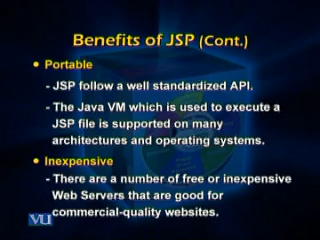 Benefits of JSP (Cont.)
• Portable
- JSP follow a well standardized API.
- The Java VM which is used to execute a
JSP file is supported on many
architectures and operating systems.
• Inexpensive
- There are a number of free or inexpensive
Web Servers that are good for
commercial-quality websites.
VU